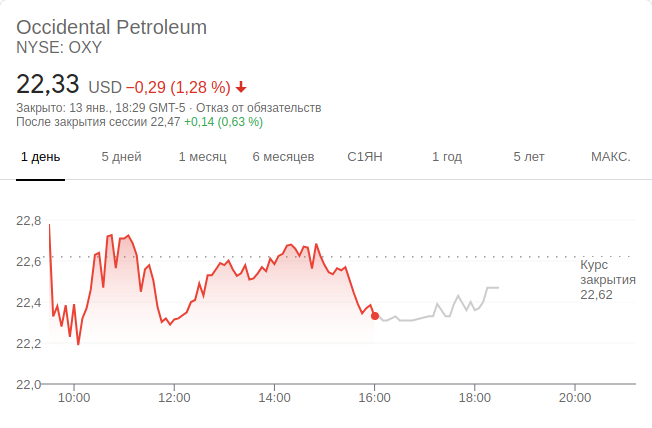 Occidental Petroleum
NYSE: OXY
22,33 USD −0,29 (1,28 %)
Закрыто: 13 янв., 18:29 GMT-5 · Отказ от обязательств
После закрытия сессии 22,47 +0,14 (0,63 %)
1 день 5 дней 1 месяц 6 месяцев С1ЯН 1 год 5 лет МАКС.
22,8
22,6
Курс
закрытия
22,62
22,4
22,2
22,0
10:00 12:00 14:00 16:00 18:00 20:00